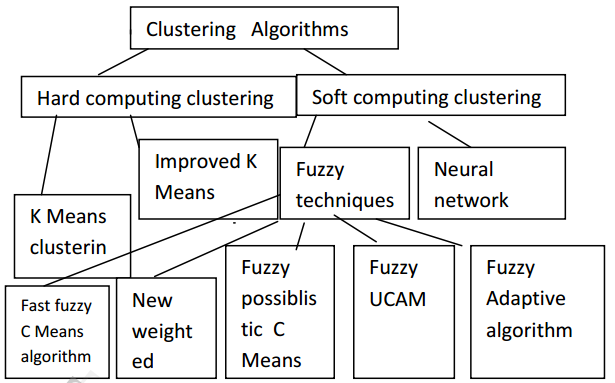 Clustering Algorithms
Hard computing clustering
Soft computing clustering
Improved K
Means
Fuzzy
techniques
Neural
network
K Means
clusterin
Fast fuzzy
C Means
algorithm
New
weight
ed
Fuzzy
possiblis
tic C
Means
Fuzzy
UCAM
Fuzzy
Adaptive
algorithm